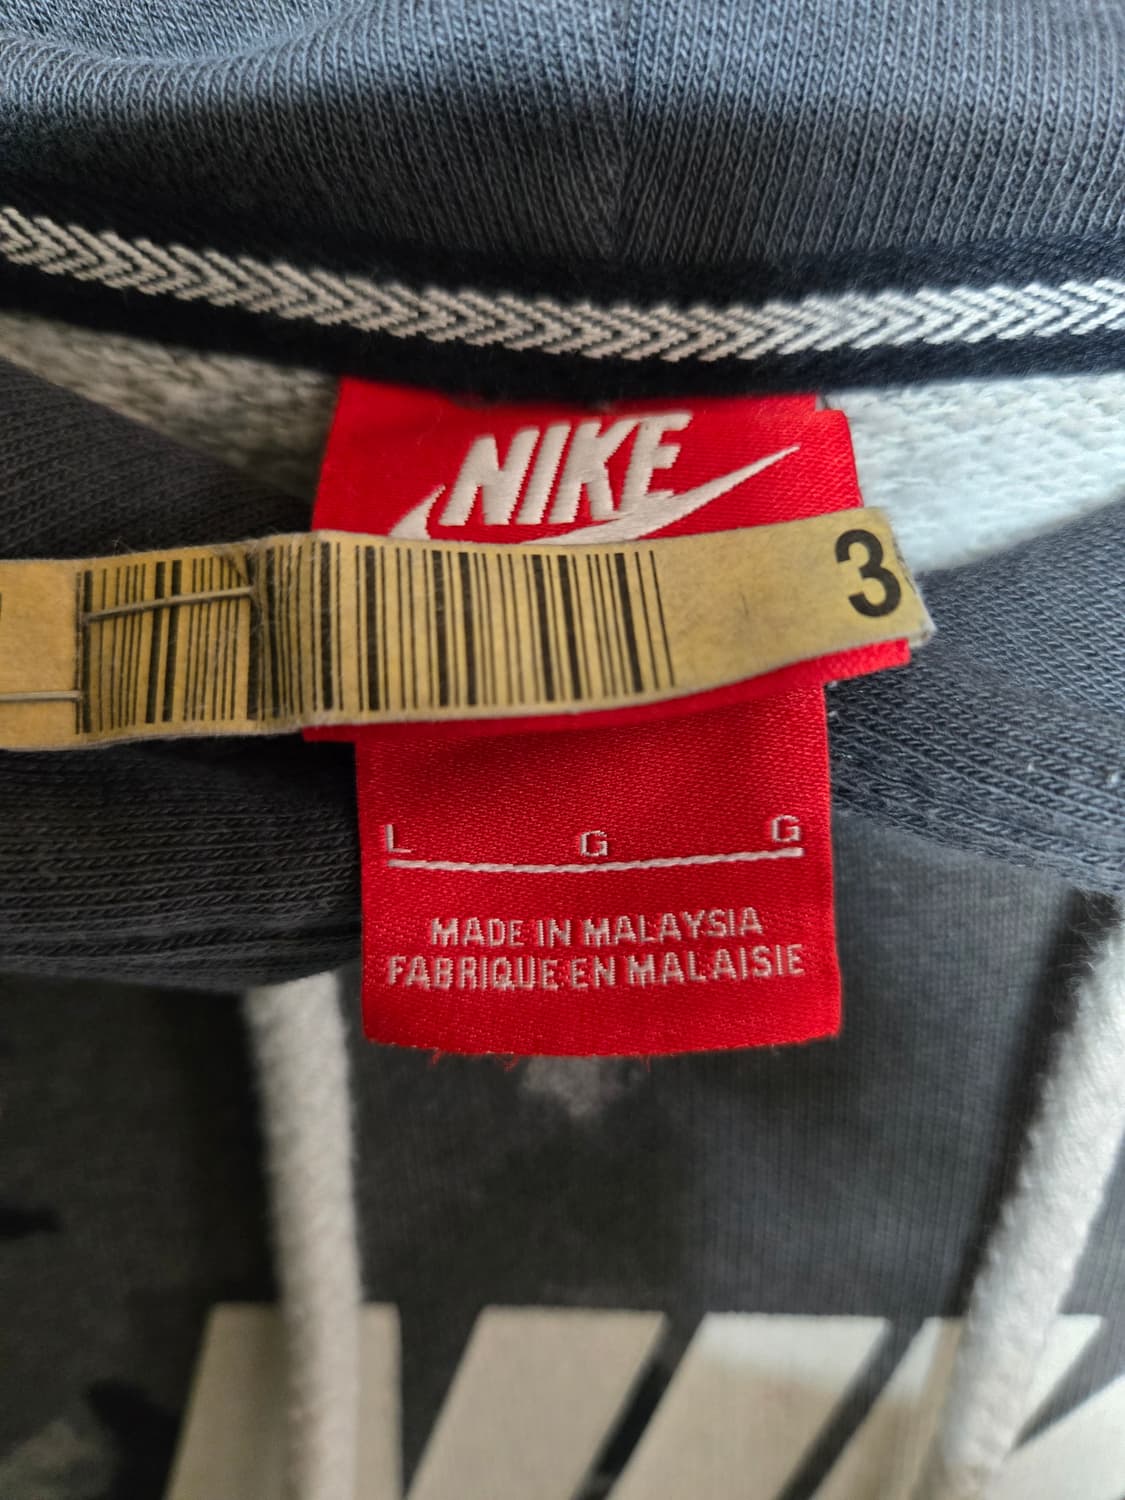 NIKE
3
L G G
MADE IN MALAYSIA
FABRIQUE EN MALAISIE